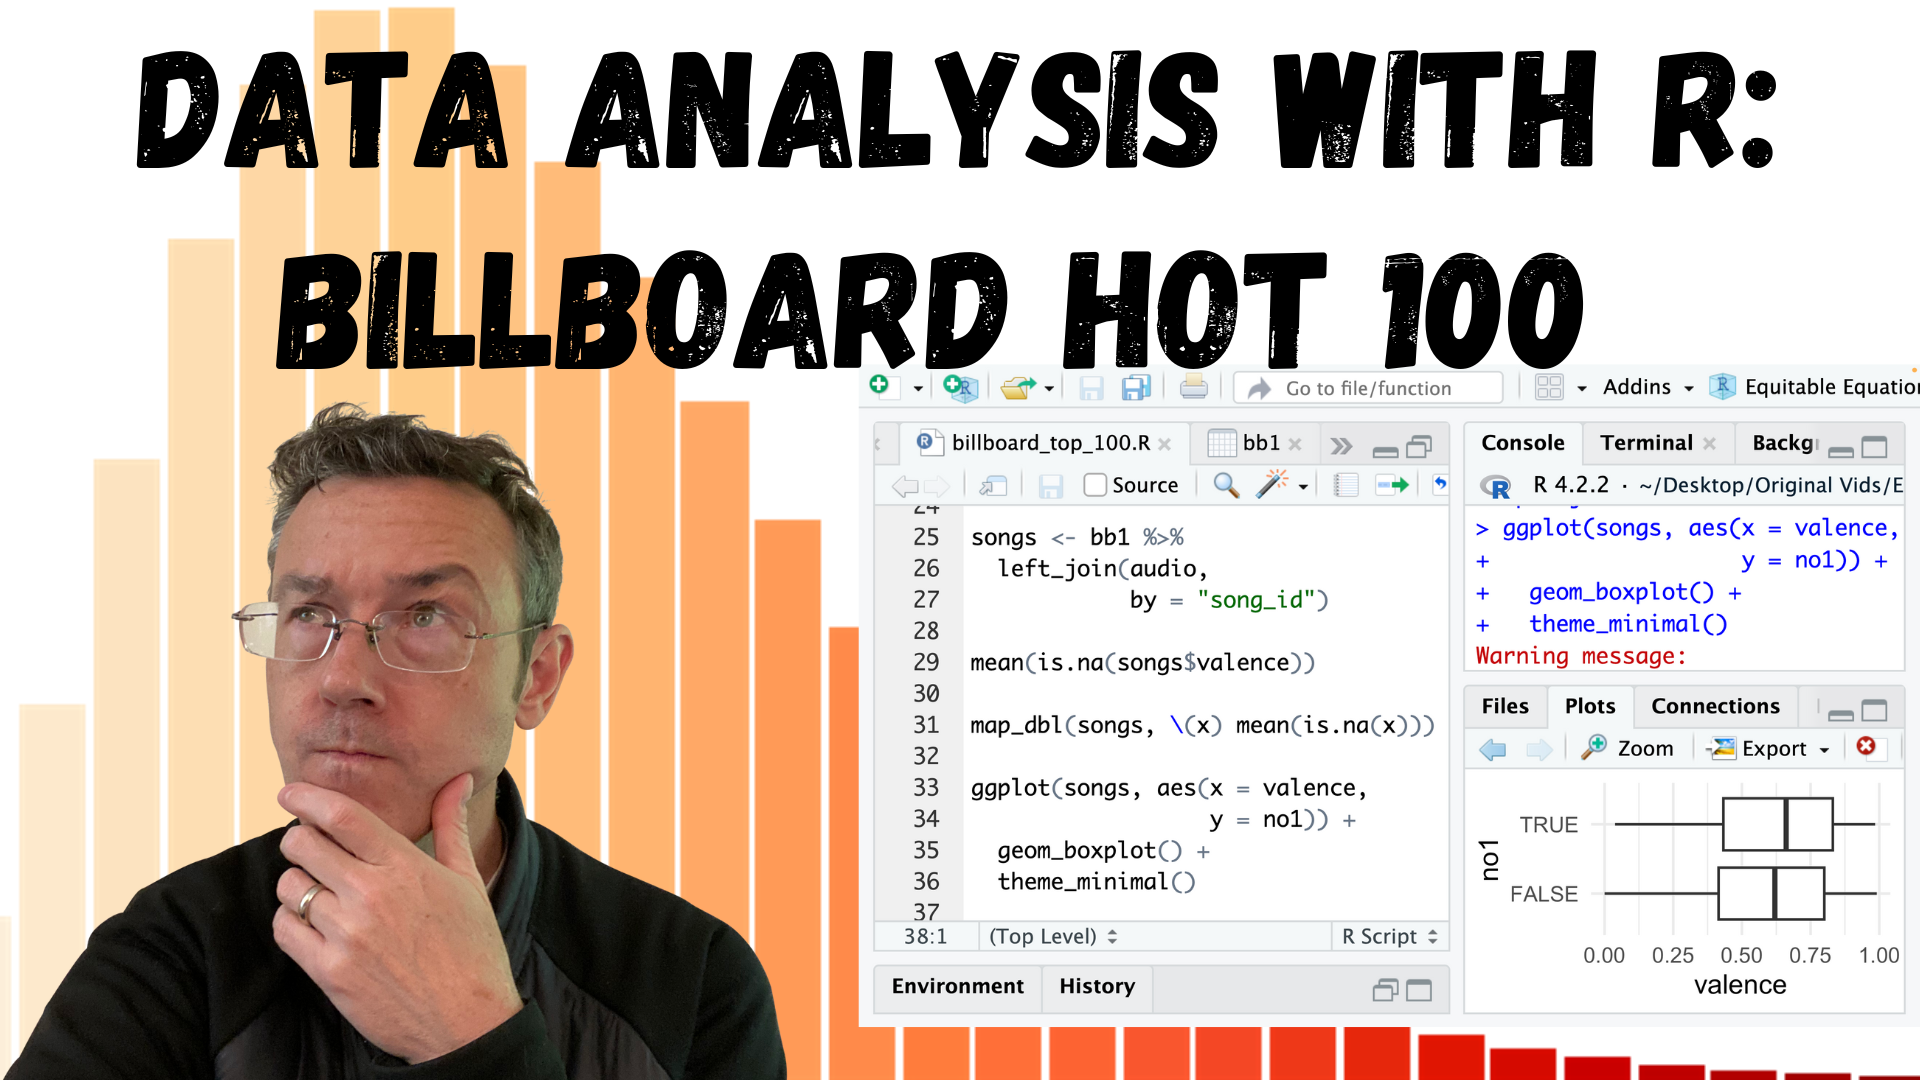 DATA ANALYSIS WITH R:
BILLBOARD HOT 100
Go to file/function
Addins
Equitable Equatio
billboard_top_100.R
bb1
Source
24
25 songs <- bb1 %>%
26 left_join(audio,
27 by = "song_id")
28
29 mean(is.na(songs$valence))
30
31 map_dbl(songs, \(x) mean(is.na(x)))
32
33 ggplot(songs, aes(x = valence,
34 y = no1)) +
35 geom_boxplot() +
36 theme_minimal()
37
38:1 (Top Level) R Script
Environment History
Console Terminal Backg
R 4.2.2 · ~/Desktop/Original Vids/E
> ggplot(songs, aes(x = valence,
+ y = no1)) +
+ geom_boxplot() +
+ theme_minimal()
Warning message:
Files Plots Connections
Zoom Export
TRUE
FALSE
no1
0.00 0.25 0.50 0.75 1.00
valence